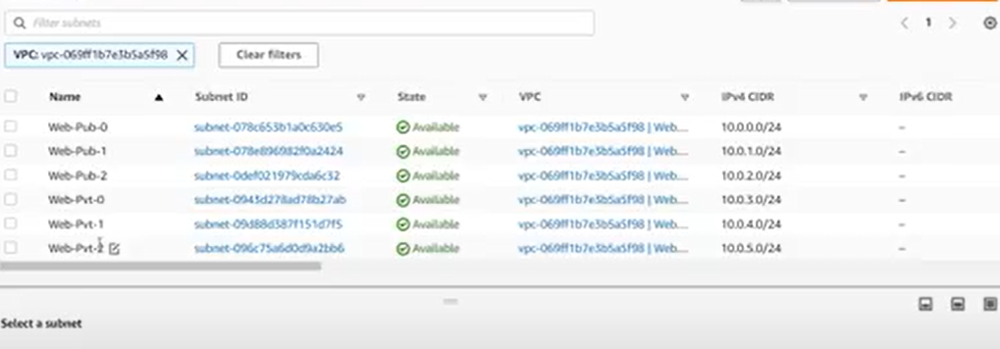 Filter subnets
1
VPC: vpc-069ff1b7e3b5a5f98 Clear filters
Name Subnet ID State VPC IPv4 CIDR IPv6 CIDR
Web-Pub-0 subnet-078c653b1a0c630e5 Available vpc-069ff1b7e3b5a5f98 | Web... 10.0.0.0/24 –
Web-Pub-1 subnet-078e896982f0a2424 Available vpc-069ff1b7e3b5a5f98 | Web... 10.0.1.0/24 –
Web-Pub-2 subnet-0def021979cda6c32 Available vpc-069ff1b7e3b5a5f98 | Web... 10.0.2.0/24 –
Web-Pvt-0 subnet-0943d278ad78b27ab Available vpc-069ff1b7e3b5a5f98 | Web... 10.0.3.0/24 –
Web-Pvt-1 subnet-09d88d387f151d7f5 Available vpc-069ff1b7e3b5a5f98 | Web... 10.0.4.0/24 –
Web-Pvt-2 subnet-096c75a6d0d9a2bb6 Available vpc-069ff1b7e3b5a5f98 | Web... 10.0.5.0/24 –
Select a subnet